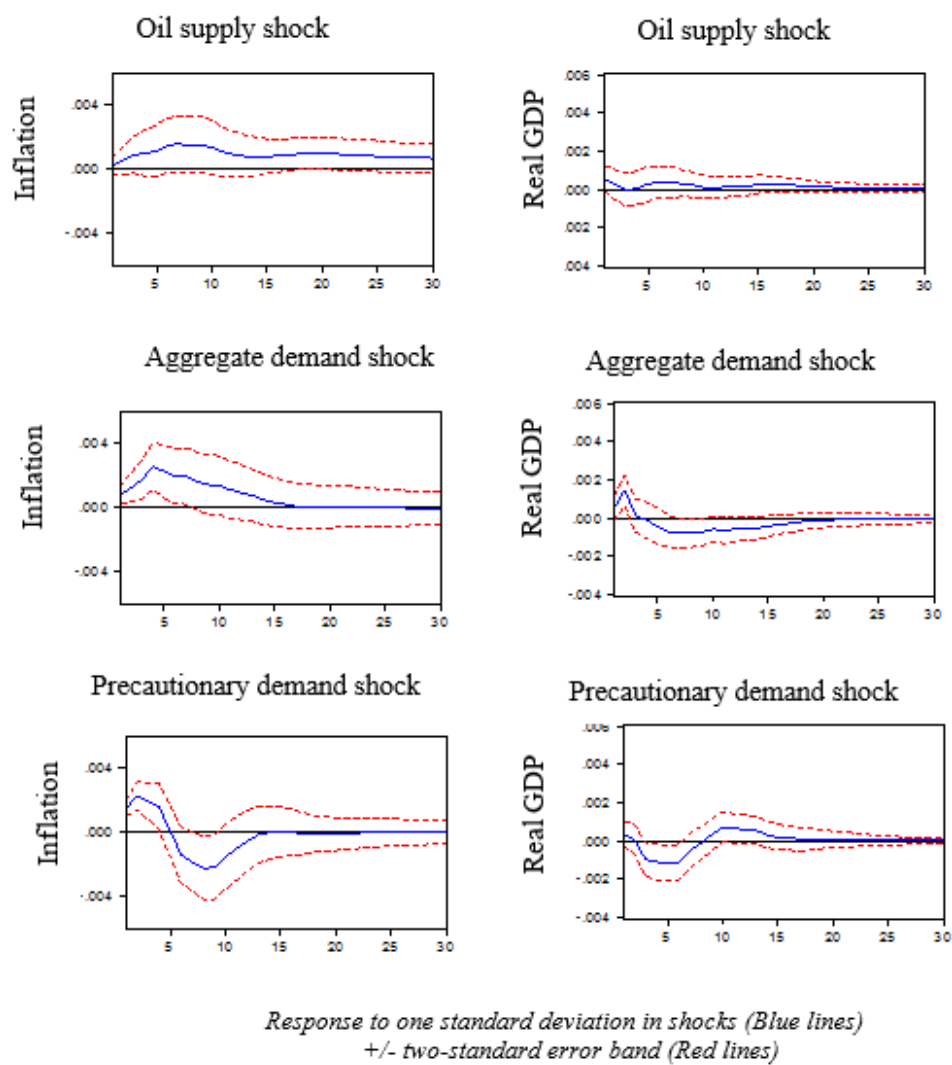 Oil supply shock
Oil supply shock
Inflation
.004
.000
-.004
5 10 15 20 25 30
Real GDP
.006
.004
.002
.000
.002
.004
5 10 15 20 25 30
Aggregate demand shock
Aggregate demand shock
Inflation
.004
.000
-.004
5 10 15 20 25 30
Real GDP
.006
.004
.002
.000
-.002
-.004
5 10 15 20 25 30
Precautionary demand shock
Precautionary demand shock
Inflation
.004
.000
-.004
5 10 15 20 25 30
Real GDP
.006
.004
.002
.000
-.002
-.004
5 10 15 20 25 30
Response to one standard deviation in shocks (Blue lines)
+/- two-standard error band (Red lines)